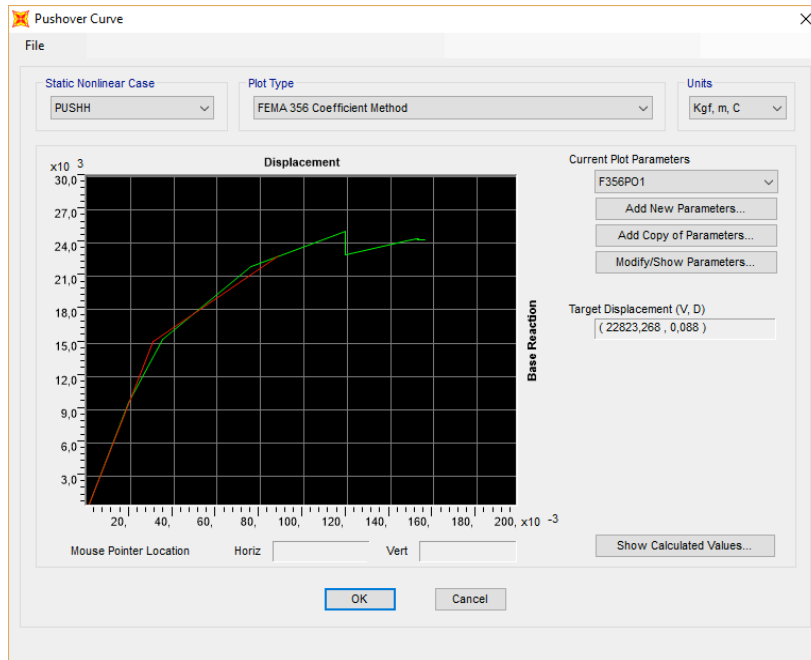 Pushover Curve
File
Static Nonlinear Case
PUSHH
Plot Type
FEMA 356 Coefficient Method
Units
Kgf, m, C
Displacement
x10 3
30,0
27,0
24,0
21,0
18,0
15,0
12,0
9,0
6,0
3,0
20, 40, 60, 80, 100, 120, 140, 160, 180, 200, x10 -3
Base Reaction
Mouse Pointer Location Horiz Vert
Current Plot Parameters
F356PO1
Add New Parameters...
Add Copy of Parameters...
Modify/Show Parameters...
Target Displacement (V, D)
( 22823,268 , 0,088 )
Show Calculated Values...
OK Cancel